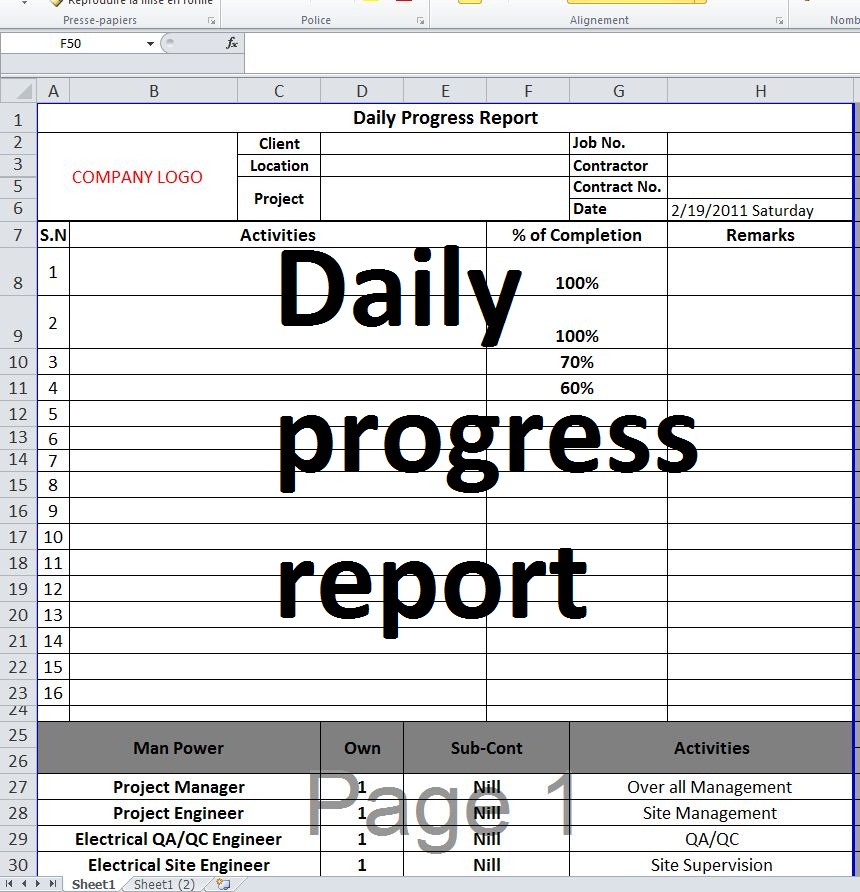 Reproduire la mise en forme
Presse-papiers Police Alignement Nomb
F50 fx
A B C D E F G H
1 Daily Progress Report
2 Client Job No.
3 COMPANY LOGO Location Contractor
5 Project Contract No.
6 Date 2/19/2011 Saturday
7 S.N Activities % of Completion Remarks
8 1 100%
9 2 100%
10 3 70%
11 4 60%
12 5
13 6
14 7
15 8
16 9
17 10
18 11
19 12
20 13
21 14
22 15
23 16
24
Daily
progress
report
25 Man Power Own Sub-Cont Activities
26
27 Project Manager 1 Nill Over all Management
28 Project Engineer 1 Nill Site Management
29 Electrical QA/QC Engineer 1 Nill QA/QC
30 Electrical Site Engineer 1 Nill Site Supervision
Page 1
Sheet1 Sheet1 (2)